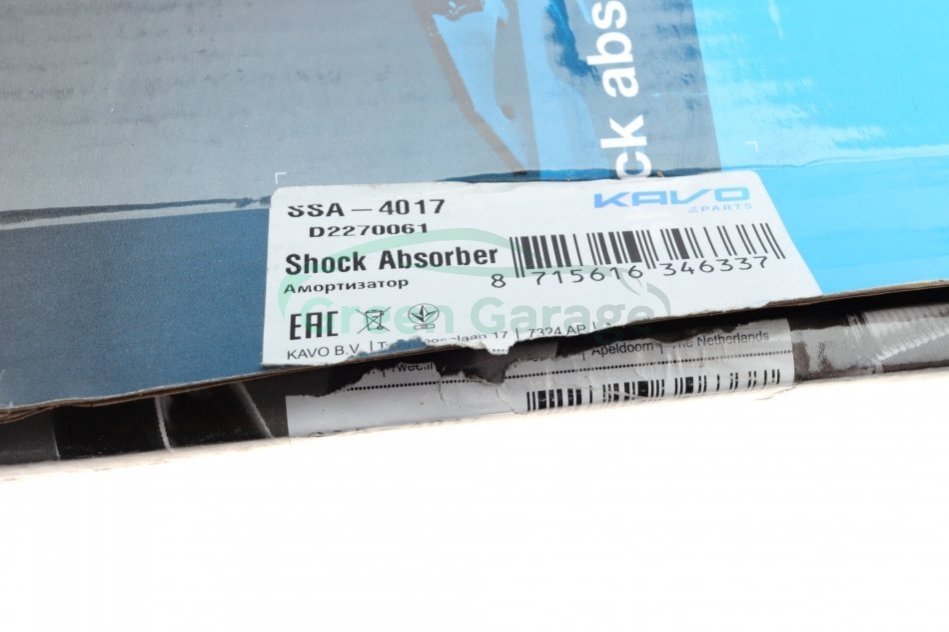 ck abs
SSA-4017
KAVO
PARTS
D2270061
Shock Absorber
Амортизатор
8 715616 346337
EAC
Green Garage
KAVO B.V. | 17 | 7324 AP |
Apeldoorn Netherlands